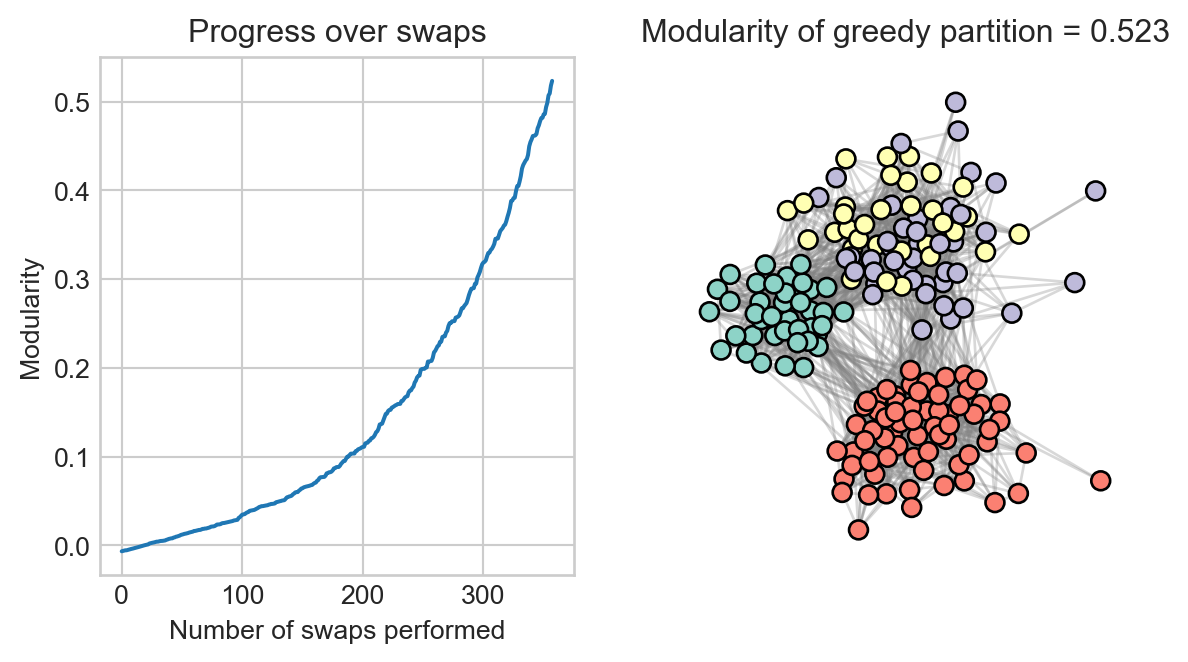 Progress over swaps
Modularity
0.5
0.4
0.3
0.2
0.1
0.0
0
100
200
300
Number of swaps performed
Modularity of greedy partition = 0.523